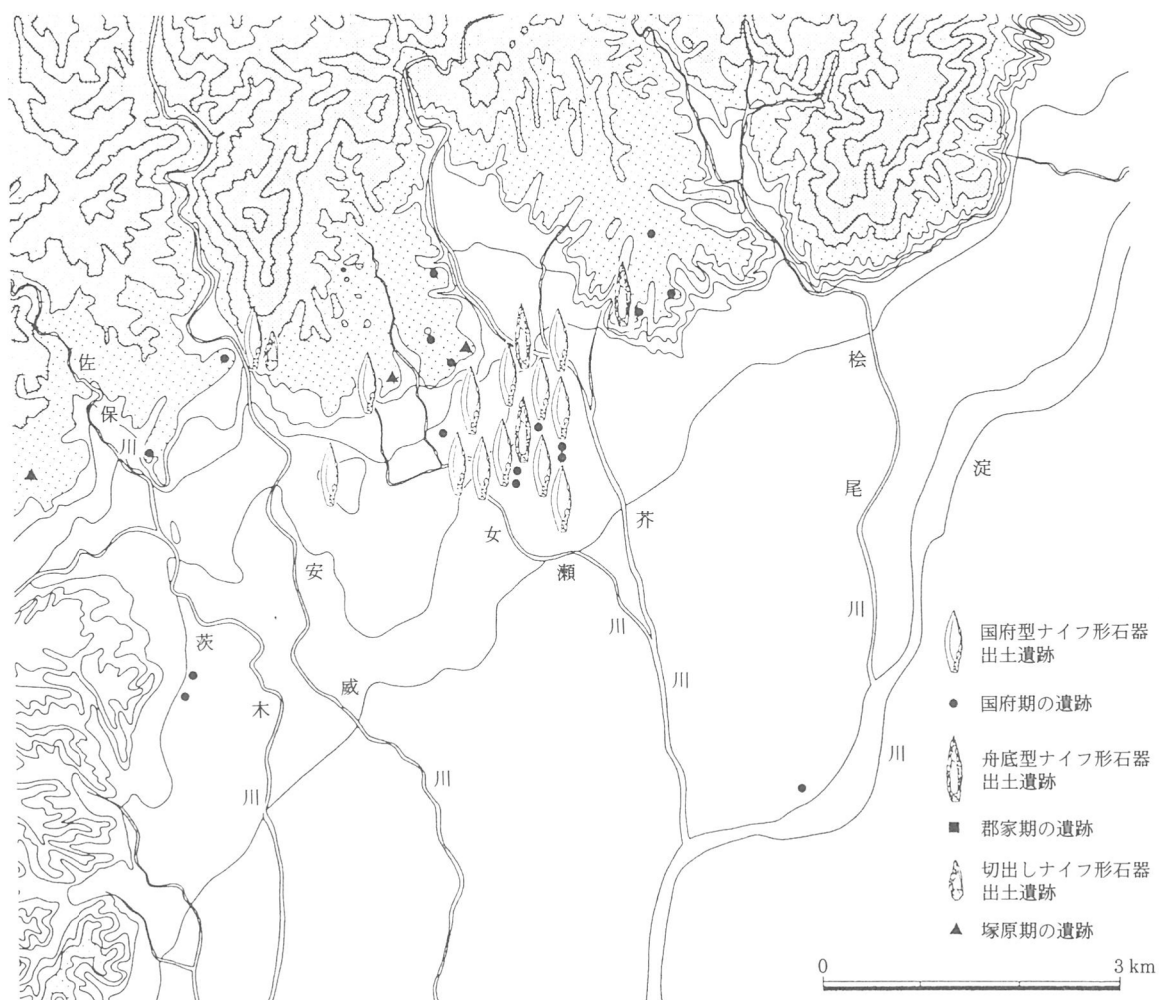 佐保川
茨木川
安威川
女瀬川
芥川
桧尾川
淀川
国府型ナイフ形石器
出土遺跡
国府期の遺跡
舟底型ナイフ形石器
出土遺跡
郡家期の遺跡
切出しナイフ形石器
出土遺跡
塚原期の遺跡
0 3 km